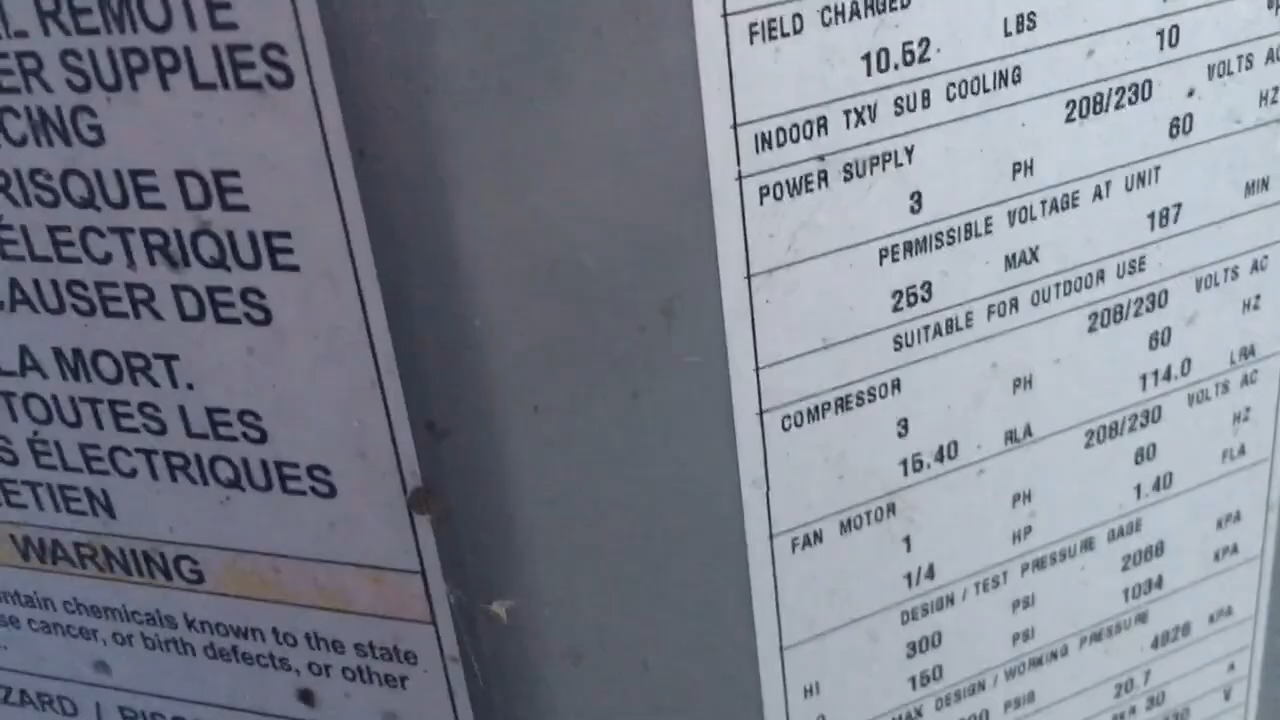 REMOTE
ER SUPPLIES
CING
RISQUE DE
ÉLECTRIQUE
CAUSER DES
LA MORT.
TOUTES LES
S ÉLECTRIQUES
ETIEN
WARNING
ntain chemicals known to the state
se cancer, or birth defects, or other
ZARD /
FIELD CHARGED
10.52 LBS
INDOOR TXV SUB COOLING 10
POWER SUPPLY 208/230 VOLTS AC
3 PH 60 HZ
PERMISSIBLE VOLTAGE AT UNIT
253 MAX 187 MIN
SUITABLE FOR OUTDOOR USE
COMPRESSOR 208/230 VOLTS AC
3 PH 60 HZ
15.40 RLA 114.0 LRA
FAN MOTOR 208/230 VOLTS AC
1 PH 60 HZ
1/4 HP 1.40 FLA
DESIGN / TEST PRESSURE GAGE
300 PSI 2068 KPA
HI 150 PSI 1034 KPA
MAX DESIGN / WORKING PRESSURE
PSIG 4826 KPA
20.7 A
30
V